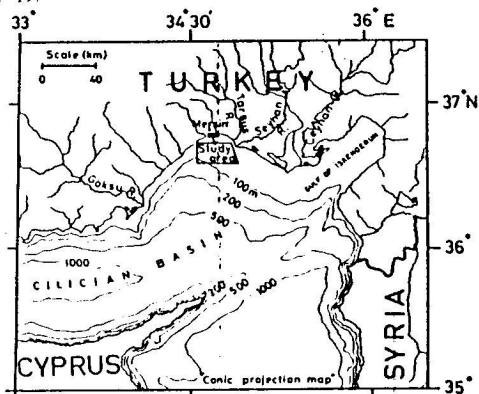 33° 34°30' 36° E
Scale (km)
0 40
TURKEY
37°N
Mersin
Tarsus R.
Seyhan R.
Ceyhan R.
Study area
GULF OF ISKENDERUN
Goksu R.
100m
200
500
36°
1000
CILICIAN BASIN
200 500 1000
CYPRUS
SYRIA
"Conic projection map"
35°